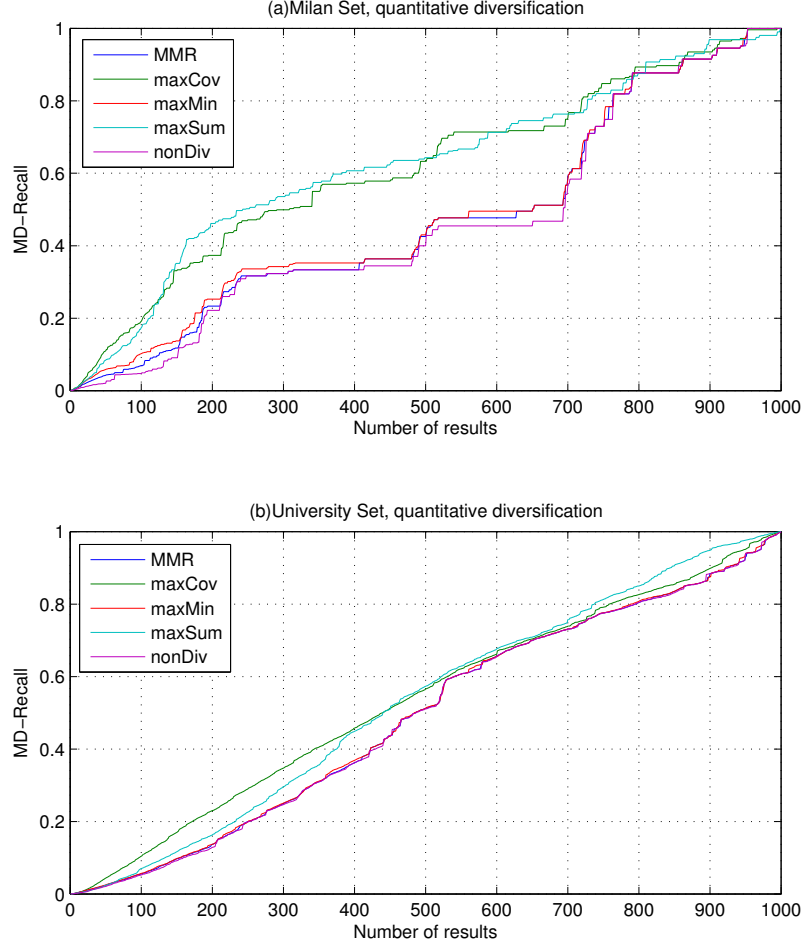 (a)Milan Set, quantitative diversification
1
0.8
0.6
0.4
0.2
0
MD−Recall
MMR
maxCov
maxMin
maxSum
nonDiv
0 100 200 300 400 500 600 700 800 900 1000
Number of results
(b)University Set, quantitative diversification
1
0.8
0.6
0.4
0.2
0
MD−Recall
MMR
maxCov
maxMin
maxSum
nonDiv
0 100 200 300 400 500 600 700 800 900 1000
Number of results